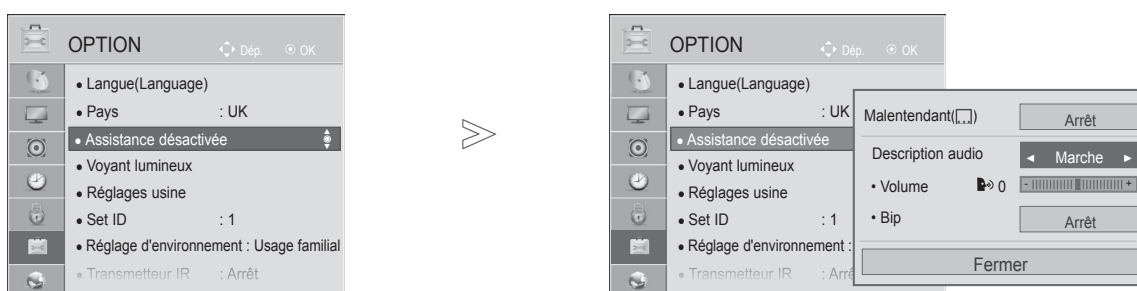 OPTION Dép. OK
• Langue(Language)
• Pays : UK
• Assistance désactivée
• Voyant lumineux
• Réglages usine
• Set ID : 1
• Réglage d'environnement : Usage familial
• Transmetteur IR : Arrêt
OPTION Dép. OK
• Langue(Language)
• Pays : UK
• Assistance désactivée
• Voyant lumineux
• Réglages usine
• Set ID : 1
• Réglage d'environnement :
• Transmetteur IR : Arrê
Malentendant( ) Arrêt
Description audio ◄ Marche ►
• Volume 0 - +
• Bip Arrêt
Fermer